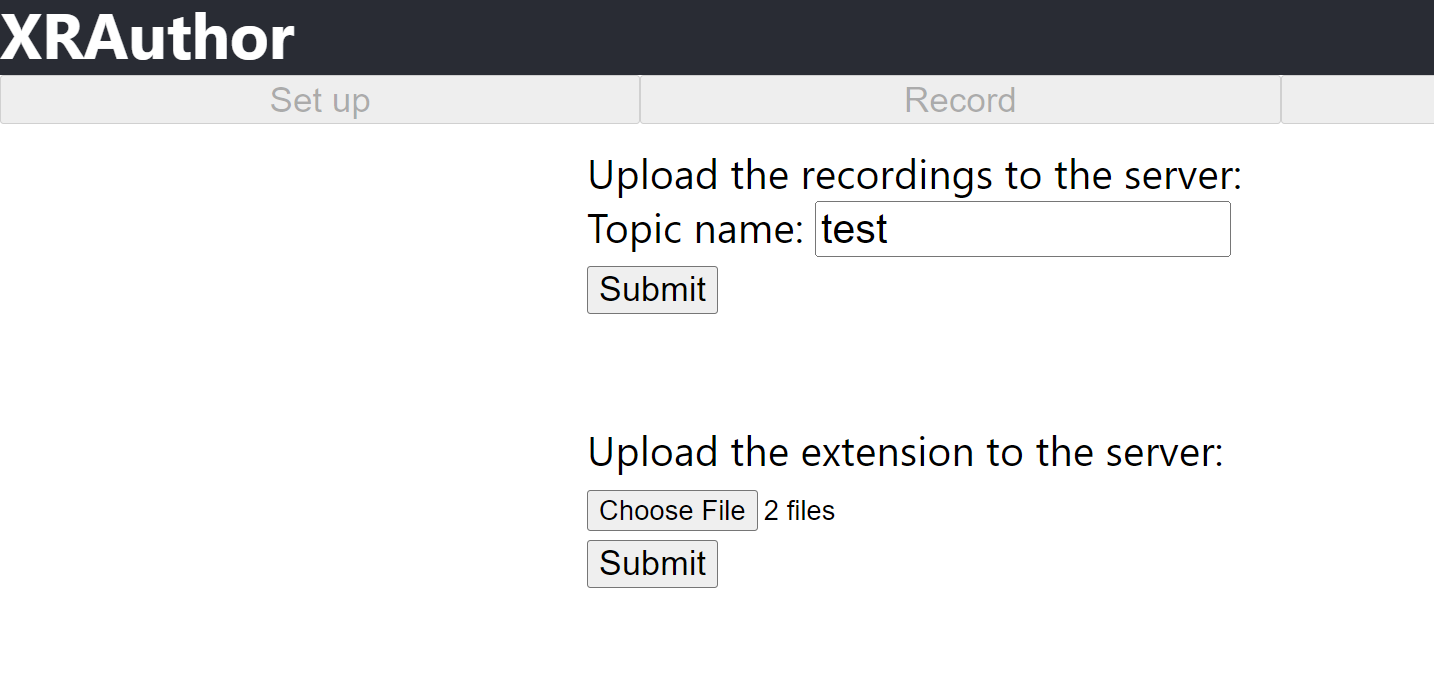 XRAuthor
Set up Record
Upload the recordings to the server:
Topic name: test
Submit
Upload the extension to the server:
Choose File 2 files
Submit